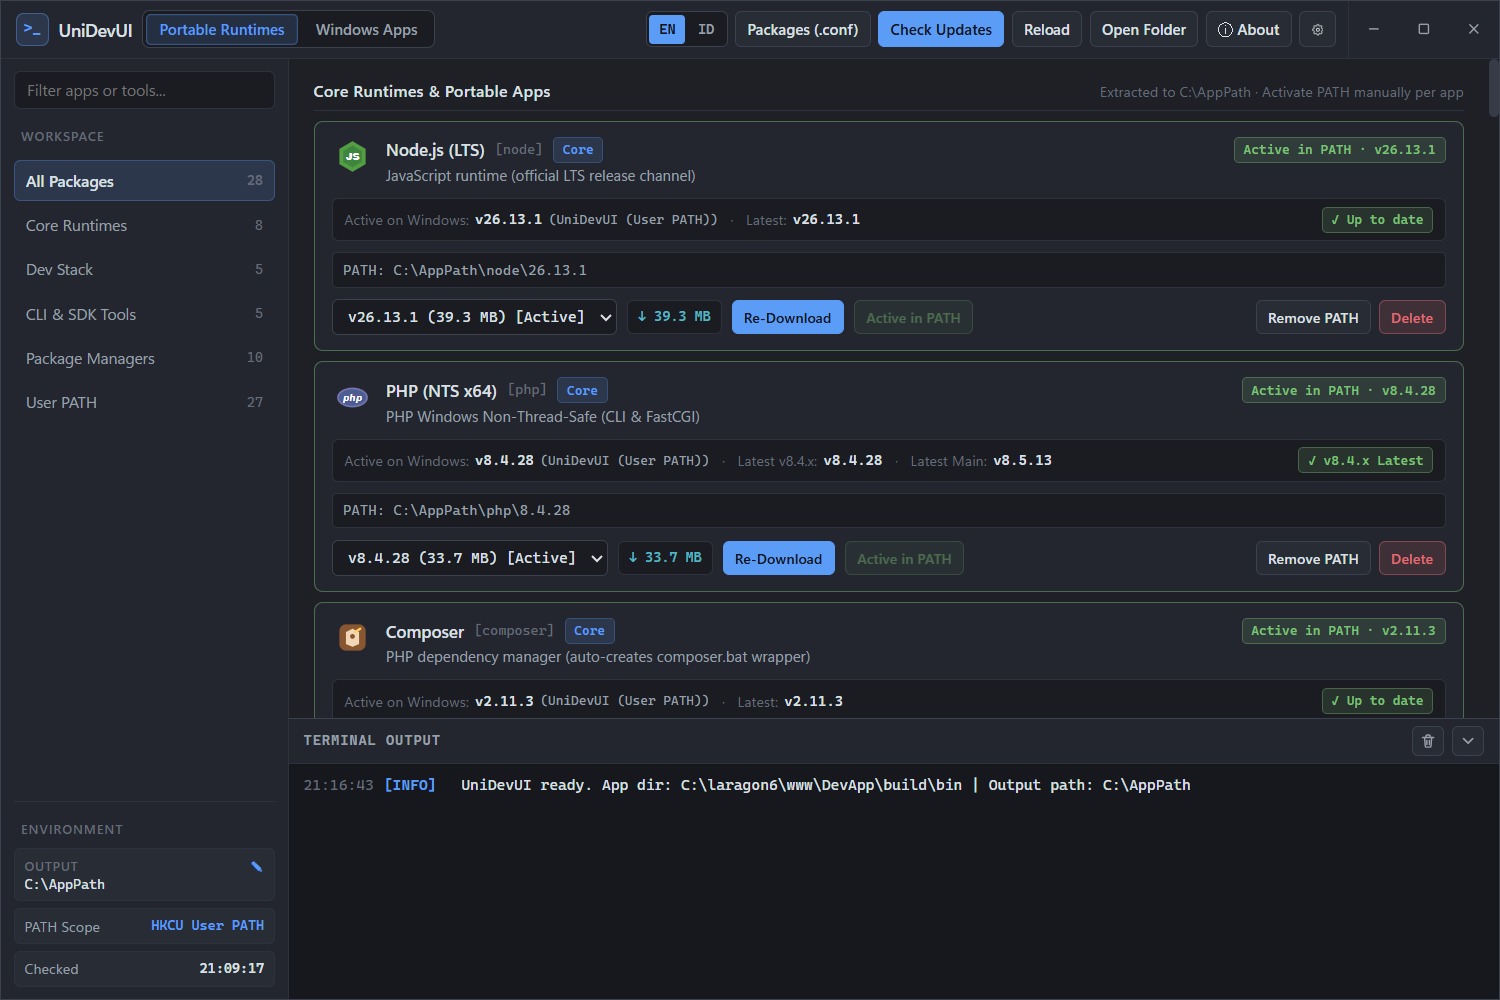 >_ UniDevUI Portable Runtimes Windows Apps EN ID Packages (.conf) Check Updates Reload Open Folder About
Filter apps or tools...
WORKSPACE
All Packages 28
Core Runtimes 8
Dev Stack 5
CLI & SDK Tools 5
Package Managers 10
User PATH 27
ENVIRONMENT
OUTPUT
C:\AppPath
PATH Scope HKCU User PATH
Checked 21:09:17
Core Runtimes & Portable Apps Extracted to C:\AppPath · Activate PATH manually per app
JS Node.js (LTS) [node] Core Active in PATH · v26.13.1
JavaScript runtime (official LTS release channel)
Active on Windows: v26.13.1 (UniDevUI (User PATH)) · Latest: v26.13.1 ✓ Up to date
PATH: C:\AppPath\node\26.13.1
v26.13.1 (39.3 MB) [Active] ↓ 39.3 MB Re-Download Active in PATH Remove PATH Delete
php PHP (NTS x64) [php] Core Active in PATH · v8.4.28
PHP Windows Non-Thread-Safe (CLI & FastCGI)
Active on Windows: v8.4.28 (UniDevUI (User PATH)) · Latest v8.4.x: v8.4.28 · Latest Main: v8.5.13 ✓ v8.4.x Latest
PATH: C:\AppPath\php\8.4.28
v8.4.28 (33.7 MB) [Active] ↓ 33.7 MB Re-Download Active in PATH Remove PATH Delete
Composer [composer] Core Active in PATH · v2.11.3
PHP dependency manager (auto-creates composer.bat wrapper)
Active on Windows: v2.11.3 (UniDevUI (User PATH)) · Latest: v2.11.3 ✓ Up to date
TERMINAL OUTPUT
21:16:43 [INFO] UniDevUI ready. App dir: C:\laragon6\www\DevApp\build\bin | Output path: C:\AppPath